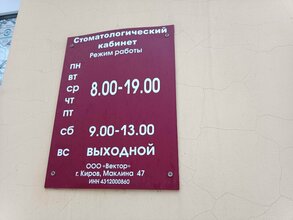 Стоматологический
кабинет
Режим работы
ПН
ВТ
СР 8.00-19.00
ЧТ
ПТ
СБ 9.00-13.00
ВС ВЫХОДНОЙ
ООО «Вектор»
г. Киров, Маклина 47
ИНН 4312000860